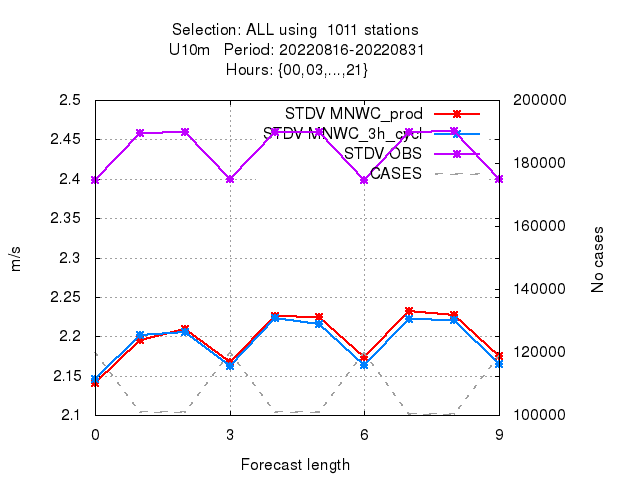 Selection: ALL using  1011 stations
U10m   Period: 20220816-20220831
Hours: {00,03,...,21}
STDV MNWC_prod
STDV MNWC_3h_cycl
STDV OBS
CASES
2.5
2.45
2.4
2.35
2.3
2.25
2.2
2.15
2.1
200000
180000
160000
140000
120000
100000
0
3
6
9
m/s
No cases
Forecast length